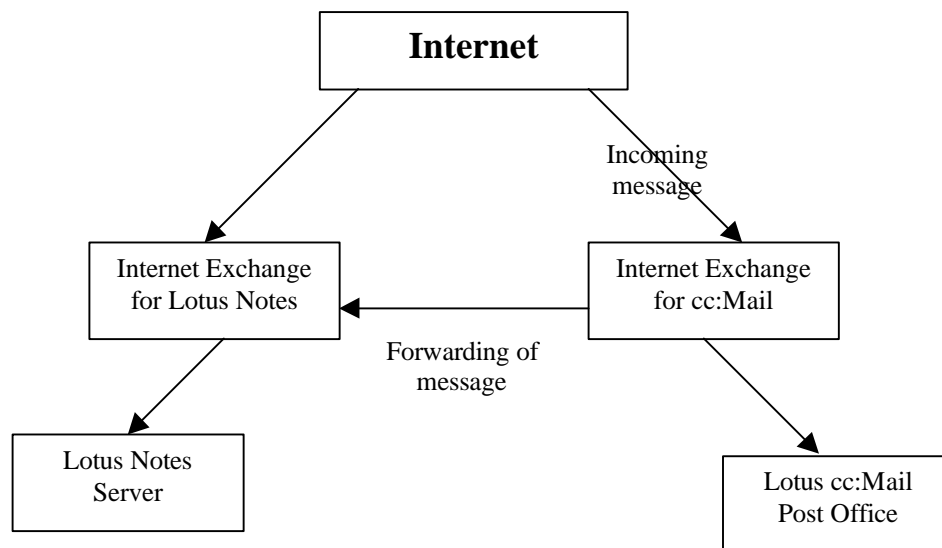 Internet
Incoming
message
Internet Exchange
for Lotus Notes
Internet Exchange
for cc:Mail
Forwarding of
message
Lotus Notes
Server
Lotus cc:Mail
Post Office